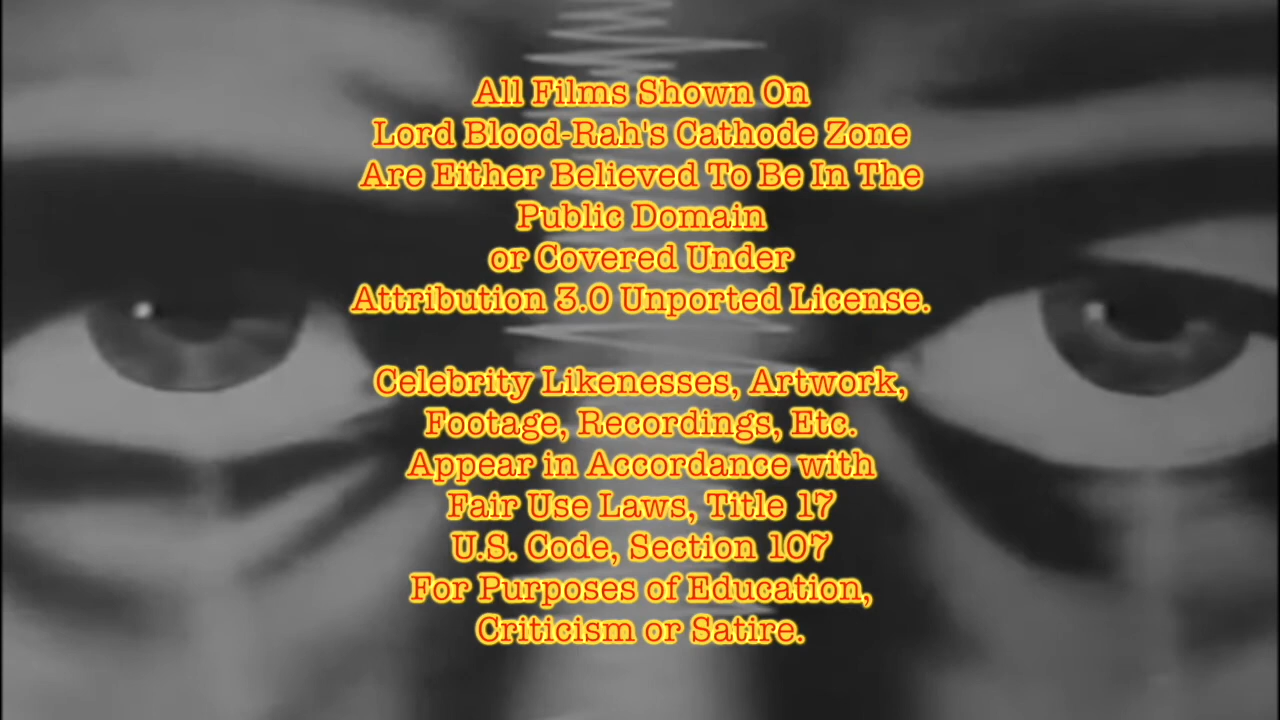 All Films Shown On
Lord Blood-Rah's Cathode Zone
Are Either Believed To Be In The
Public Domain
or Covered Under
Attribution 3.0 Unported License.
Celebrity Likenesses, Artwork,
Footage, Recordings, Etc.
Appear in Accordance with
Fair Use Laws, Title 17
U.S. Code, Section 107
For Purposes of Education,
Criticism or Satire.